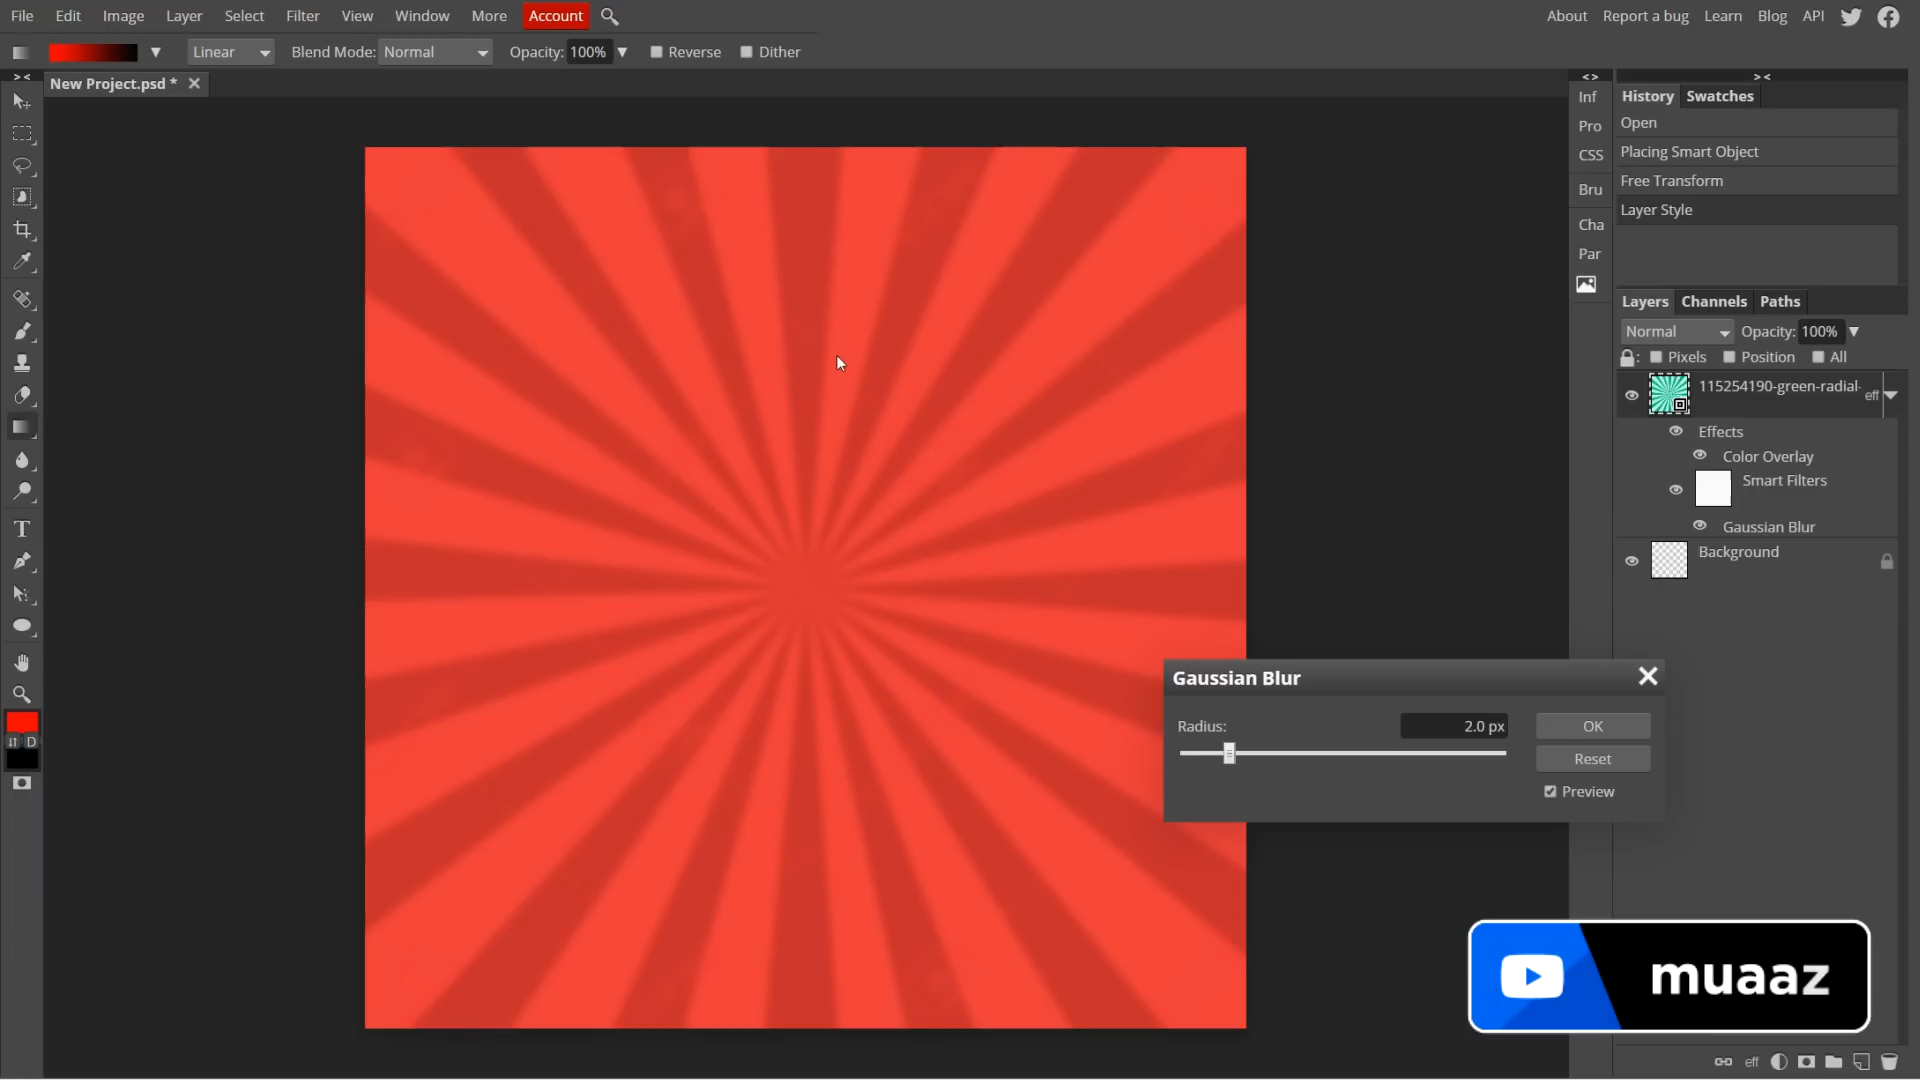 File Edit Image Layer Select Filter View Window More Account
About Report a bug Learn Blog API
Linear Blend Mode: Normal Opacity: 100% Reverse Dither
New Project.psd *
Inf
Pro
CSS
Bru
Cha
Par
History Swatches
Open
Placing Smart Object
Free Transform
Layer Style
Layers Channels Paths
Normal Opacity: 100%
: Pixels Position All
115254190-green-radial- eff
Effects
Color Overlay
Smart Filters
Gaussian Blur
Background
T
D
Gaussian Blur
Radius: 2.0 px OK
Reset
Preview
muaaz
eff